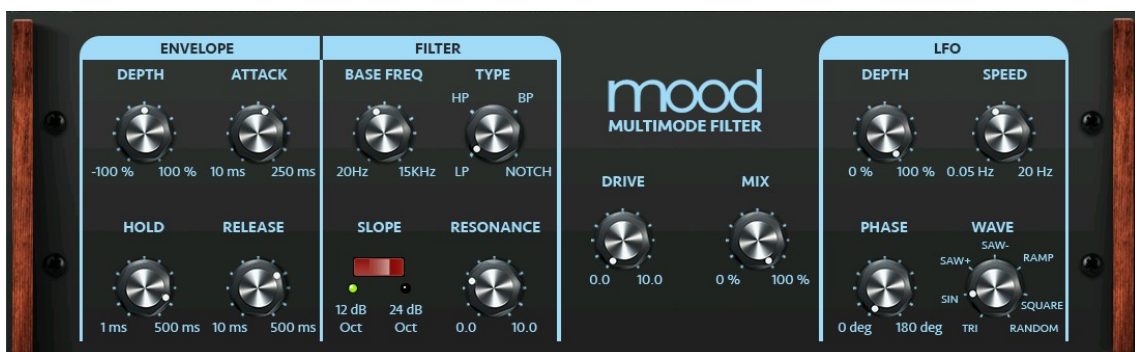 ENVELOPE
DEPTH ATTACK
-100 % 100 % 10 ms 250 ms
HOLD RELEASE
1 ms 500 ms 10 ms 500 ms
FILTER
BASE FREQ TYPE
HP BP
20Hz 15KHz LP NOTCH
SLOPE RESONANCE
12 dB 24 dB
Oct Oct 0.0 10.0
mood
MULTIMODE FILTER
DRIVE MIX
0.0 10.0 0 % 100 %
LFO
DEPTH SPEED
0 % 100 % 0.05 Hz 20 Hz
PHASE WAVE
SAW-
SAW+ RAMP
SIN SQUARE
0 deg 180 deg TRI RANDOM